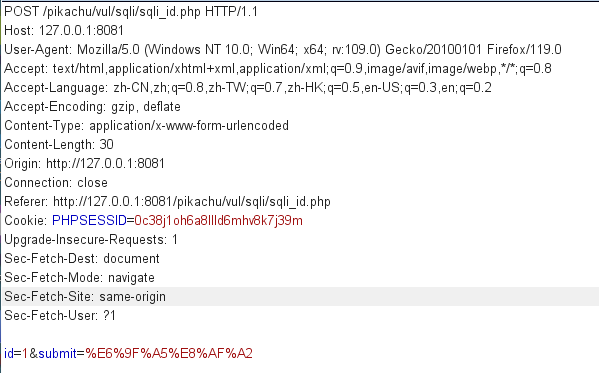 POST /pikachu/vul/sqli/sqli_id.php HTTP/1.1
Host: 127.0.0.1:8081
User-Agent: Mozilla/5.0 (Windows NT 10.0; Win64; x64; rv:109.0) Gecko/20100101 Firefox/119.0
Accept: text/html,application/xhtml+xml,application/xml;q=0.9,image/avif,image/webp,*/*;q=0.8
Accept-Language: zh-CN,zh;q=0.8,zh-TW;q=0.7,zh-HK;q=0.5,en-US;q=0.3,en;q=0.2
Accept-Encoding: gzip, deflate
Content-Type: application/x-www-form-urlencoded
Content-Length: 30
Origin: http://127.0.0.1:8081
Connection: close
Referer: http://127.0.0.1:8081/pikachu/vul/sqli/sqli_id.php
Cookie: PHPSESSID=0c38j1oh6a8llld6mhv8k7j39m
Upgrade-Insecure-Requests: 1
Sec-Fetch-Dest: document
Sec-Fetch-Mode: navigate
Sec-Fetch-Site: same-origin
Sec-Fetch-User: ?1
id=1&submit=%E6%9F%A5%E8%AF%A2